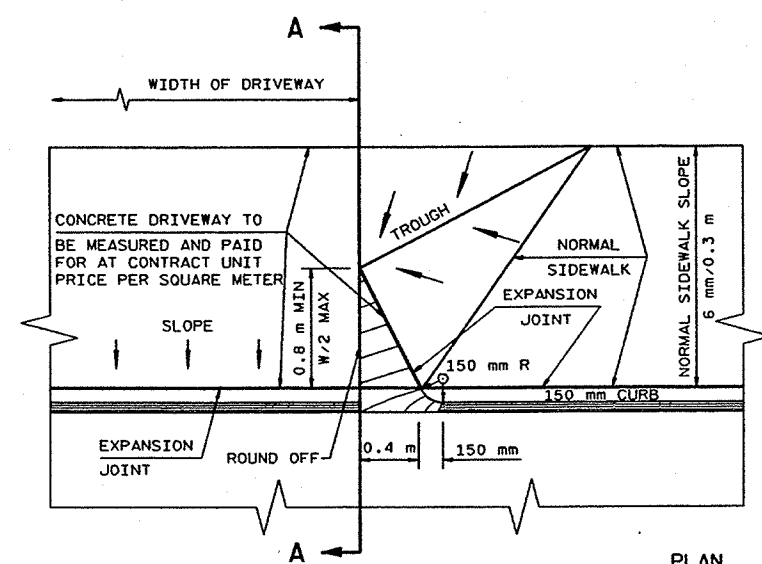 A
WIDTH OF DRIVEWAY
CONCRETE DRIVEWAY TO
BE MEASURED AND PAID
FOR AT CONTRACT UNIT
PRICE PER SQUARE METER
SLOPE
0.8 m MIN
W/2 MAX
TROUGH
NORMAL
SIDEWALK
EXPANSION
JOINT
NORMAL SIDEWALK SLOPE
6 mm/0.3 m
150 mm R
150 mm CURB
EXPANSION
JOINT
ROUND OFF
0.4 m
150 mm
A
PLAN